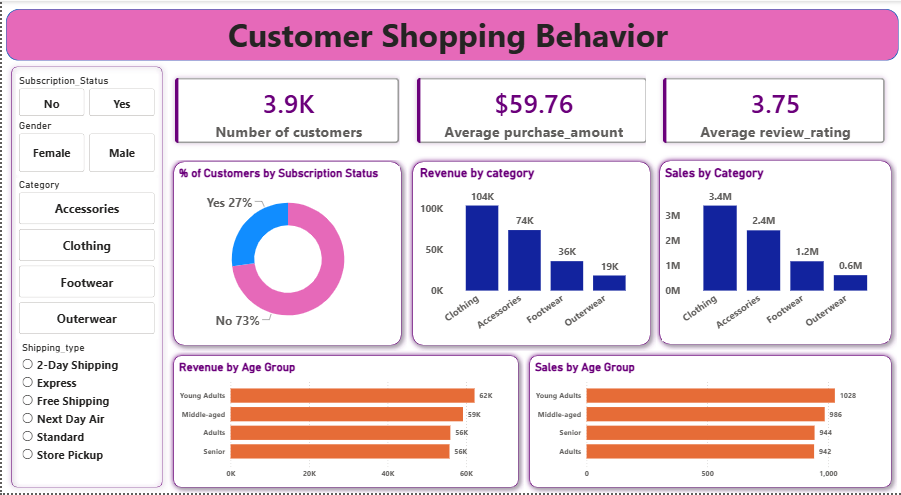 Customer Shopping Behavior
Subscription_Status
No
Yes
Gender
Female
Male
Category
Accessories
Clothing
Footwear
Outerwear
Shipping_type
2-Day Shipping
Express
Free Shipping
Next Day Air
Standard
Store Pickup
3.9K
Number of customers
$59.76
Average purchase_amount
3.75
Average review_rating
% of Customers by Subscription Status
Yes 27%
No 73%
Revenue by category
100K
50K
0K
104K
74K
36K
19K
Clothing
Accessories
Footwear
Outerwear
Sales by Category
3M
2M
1M
0M
3.4M
2.4M
1.2M
0.6M
Clothing
Accessories
Footwear
Outerwear
Revenue by Age Group
Young Adults 62K
Middle-aged 59K
Adults 56K
Senior 56K
0K 20K 40K 60K
Sales by Age Group
Young Adults 1028
Middle-aged 986
Senior 944
Adults 942
0 500 1,000